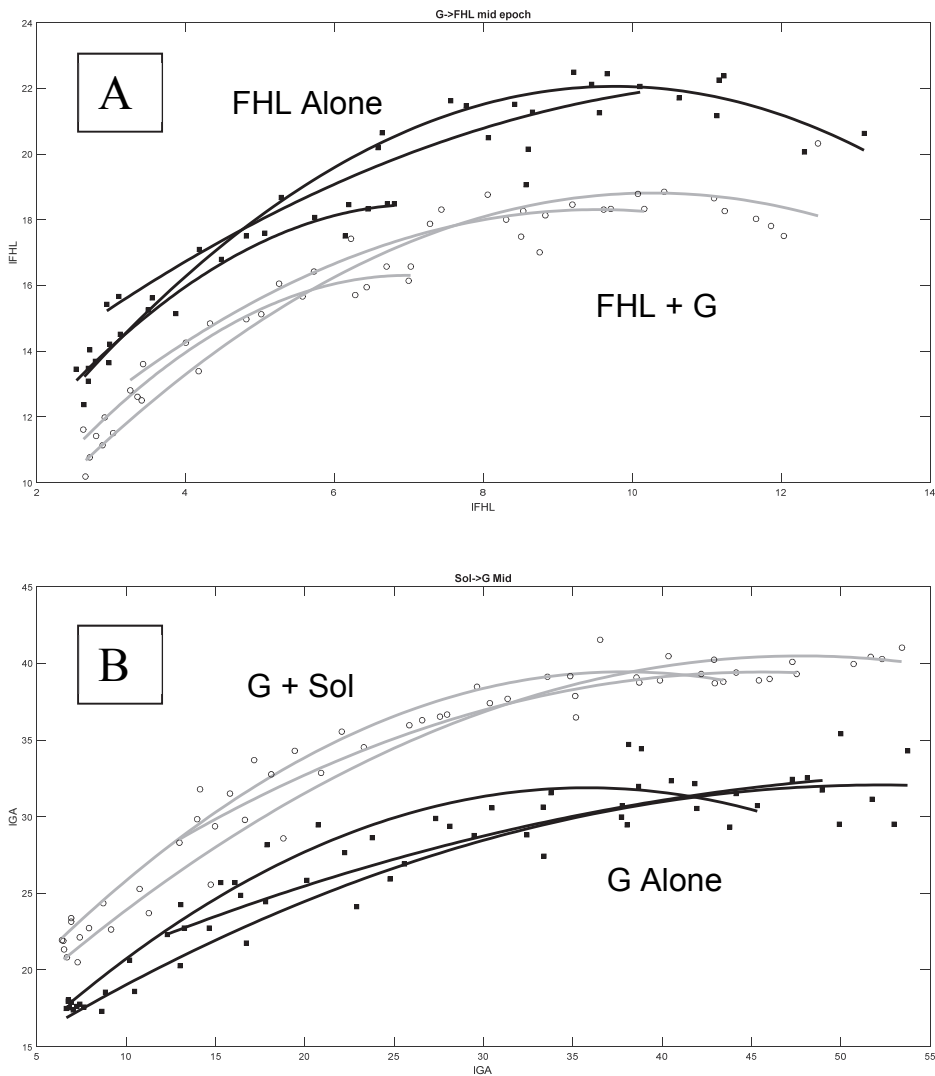 G->FHL mid epoch
A
FHL Alone
FHL + G
24
22
20
18
16
14
12
10
IFHL
2 4 6 8 10 12 14
IFHL
Sol->G Mid
B
G + Sol
G Alone
45
40
35
30
25
20
15
IGA
5 10 15 20 25 30 35 40 45 50 55
IGA